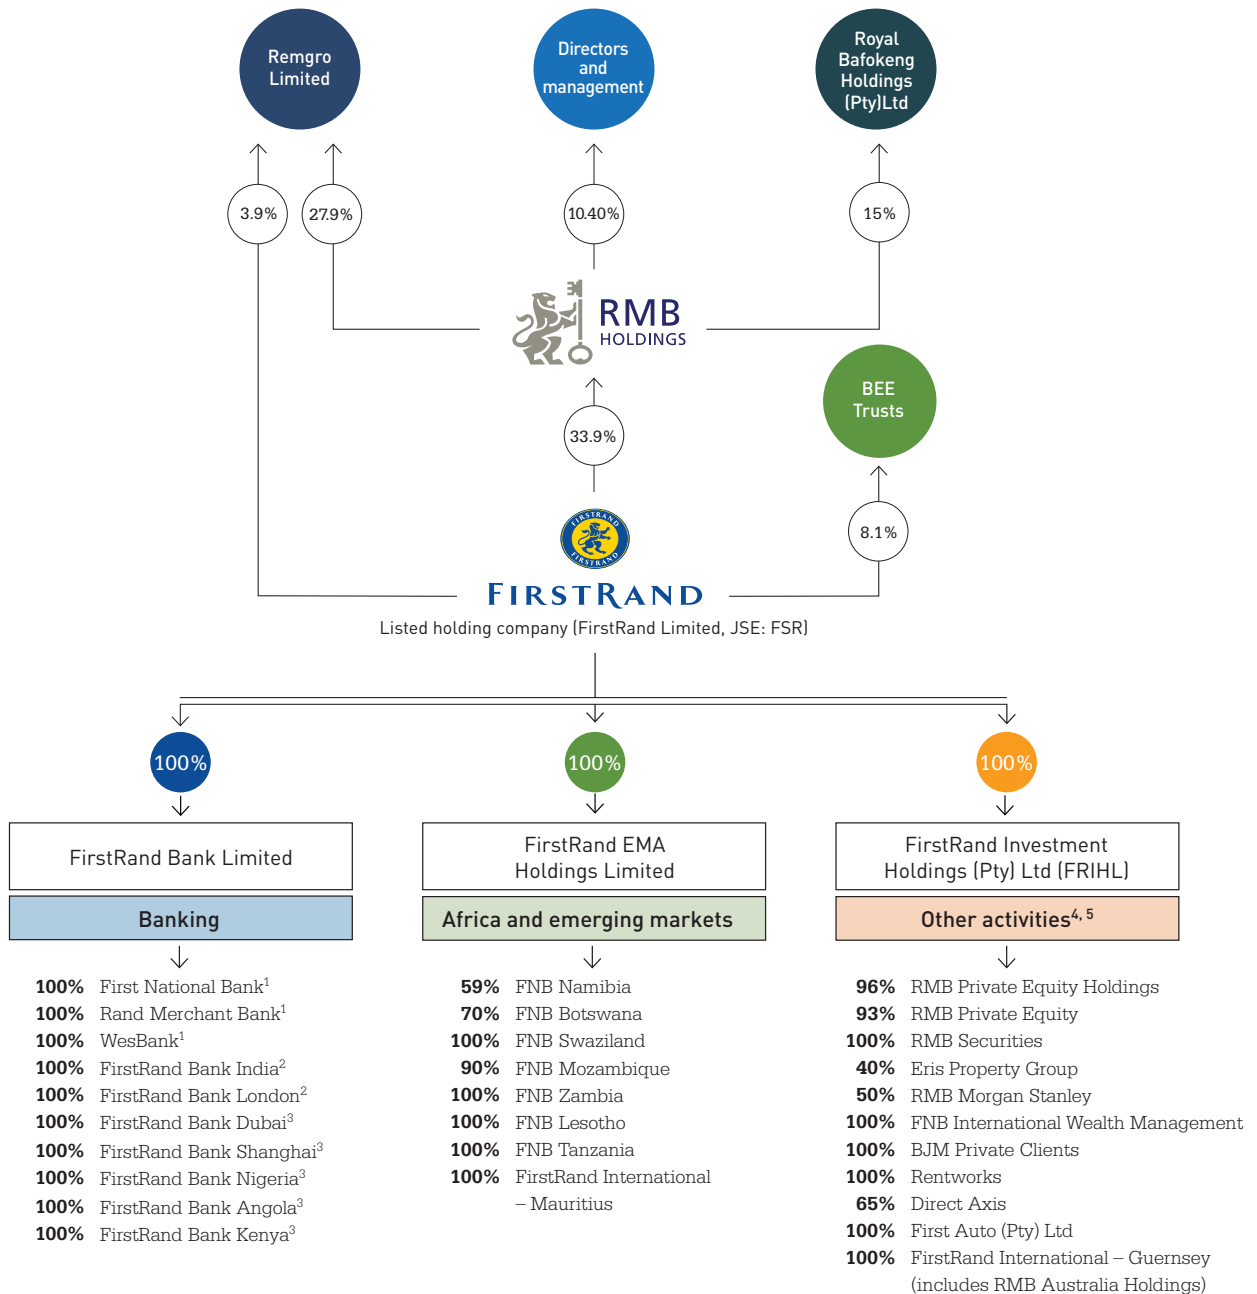 Remgro
Limited
Directors
and
management
Royal
Bafokeng
Holdings
(Pty)Ltd
3.9%
27.9%
10.40%
15%
RMB
HOLDINGS
BEE
Trusts
33.9%
8.1%
FIRSTRAND
FIRSTRAND
FIRSTRAND
Listed holding company (FirstRand Limited, JSE: FSR)
100%
100%
100%
FirstRand Bank Limited
Banking
100% First National Bank¹
100% Rand Merchant Bank¹
100% WesBank¹
100% FirstRand Bank India²
100% FirstRand Bank London²
100% FirstRand Bank Dubai³
100% FirstRand Bank Shanghai³
100% FirstRand Bank Nigeria³
100% FirstRand Bank Angola³
100% FirstRand Bank Kenya³
FirstRand EMA
Holdings Limited
Africa and emerging markets
59% FNB Namibia
70% FNB Botswana
100% FNB Swaziland
90% FNB Mozambique
100% FNB Zambia
100% FNB Lesotho
100% FNB Tanzania
100% FirstRand International
– Mauritius
FirstRand Investment
Holdings (Pty) Ltd (FRIHL)
Other activities⁴, ⁵
96% RMB Private Equity Holdings
93% RMB Private Equity
100% RMB Securities
40% Eris Property Group
50% RMB Morgan Stanley
100% FNB International Wealth Management
100% BJM Private Clients
100% Rentworks
65% Direct Axis
100% First Auto (Pty) Ltd
100% FirstRand International – Guernsey
(includes RMB Australia Holdings)